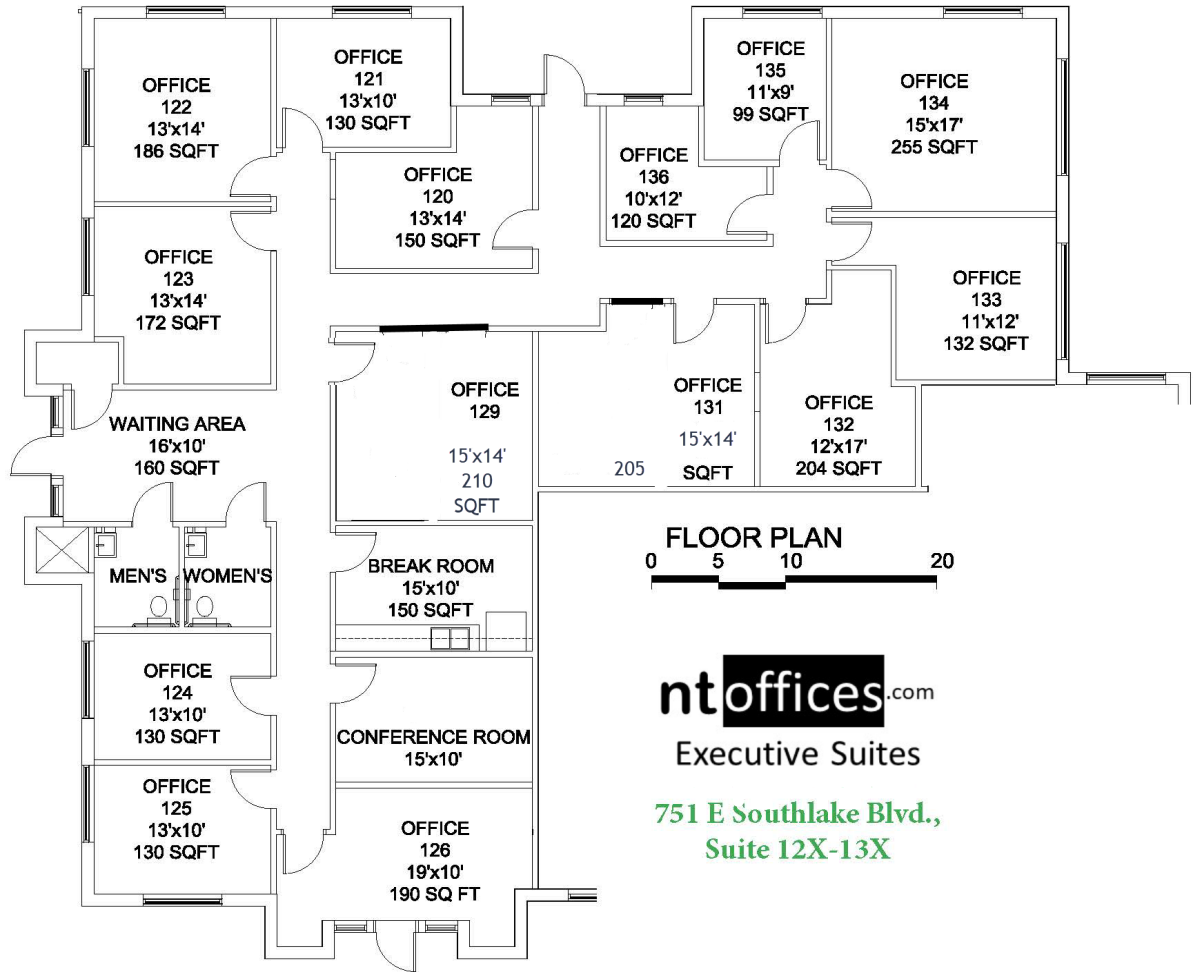 OFFICE
122
13'x14'
186 SQFT
OFFICE
121
13'x10'
130 SQFT
OFFICE
120
13'x14'
150 SQFT
OFFICE
135
11'x9'
99 SQFT
OFFICE
134
15'x17'
255 SQFT
OFFICE
136
10'x12'
120 SQFT
OFFICE
123
13'x14'
172 SQFT
OFFICE
133
11'x12'
132 SQFT
OFFICE
129
15'x14'
210
SQFT
OFFICE
131
15'x14'
205 SQFT
OFFICE
132
12'x17'
204 SQFT
WAITING AREA
16'x10'
160 SQFT
MEN'S
WOMEN'S
BREAK ROOM
15'x10'
150 SQFT
FLOOR PLAN
0 5 10 20
OFFICE
124
13'x10'
130 SQFT
CONFERENCE ROOM
15'x10'
OFFICE
125
13'x10'
130 SQFT
OFFICE
126
19'x10'
190 SQ FT
ntoffices.com
Executive Suites
751 E Southlake Blvd.,
Suite 12X-13X